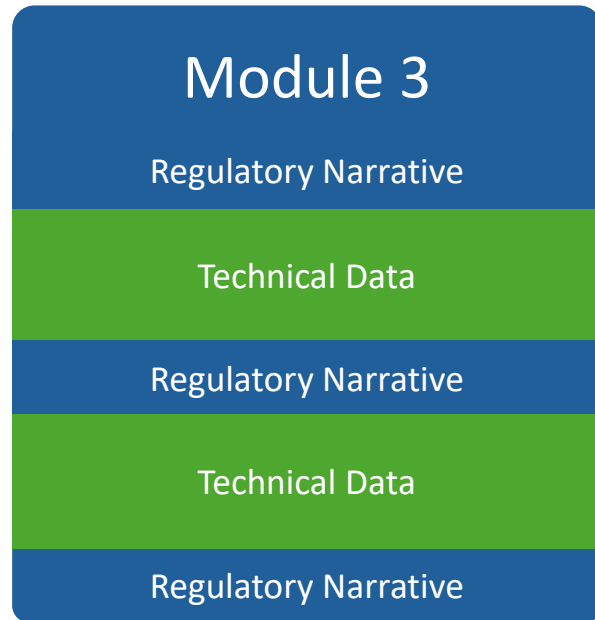 Module 3
Regulatory Narrative
Technical Data
Regulatory Narrative
Technical Data
Regulatory Narrative